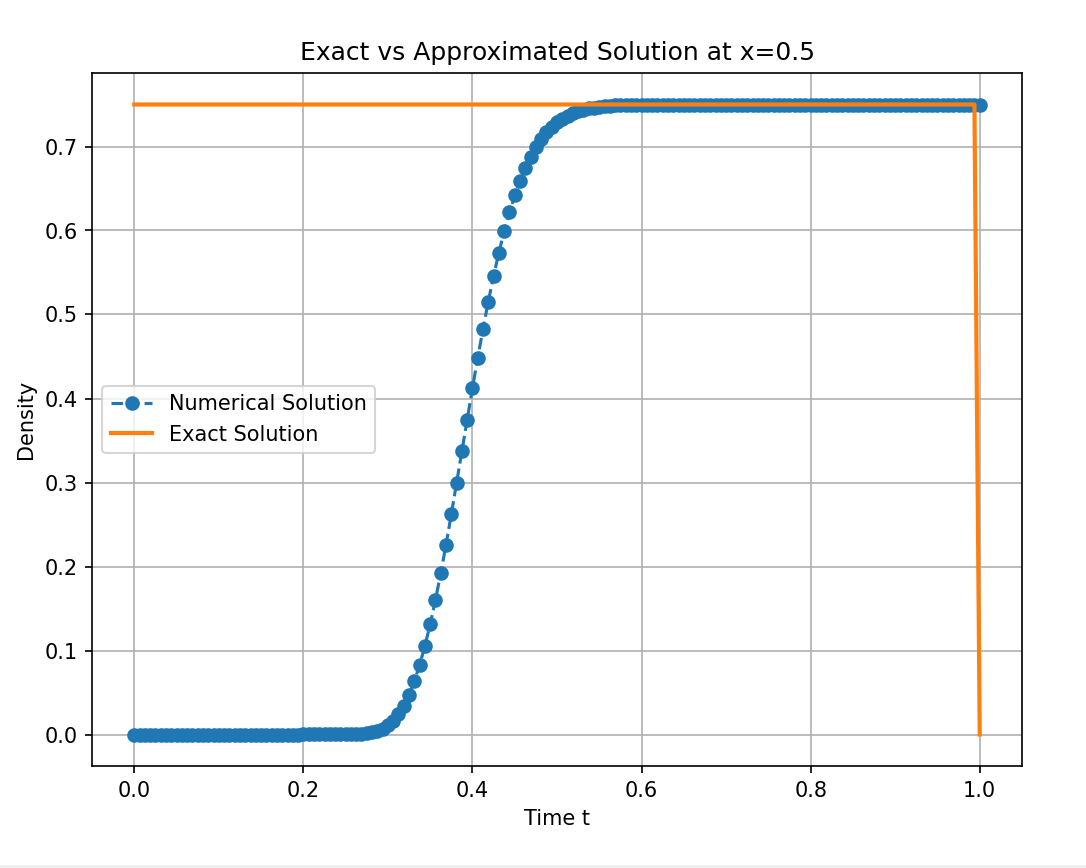 Exact vs Approximated Solution at x=0.5
Density
0.7
0.6
0.5
0.4
0.3
0.2
0.1
0.0
Numerical Solution
Exact Solution
0.0 0.2 0.4 0.6 0.8 1.0
Time t